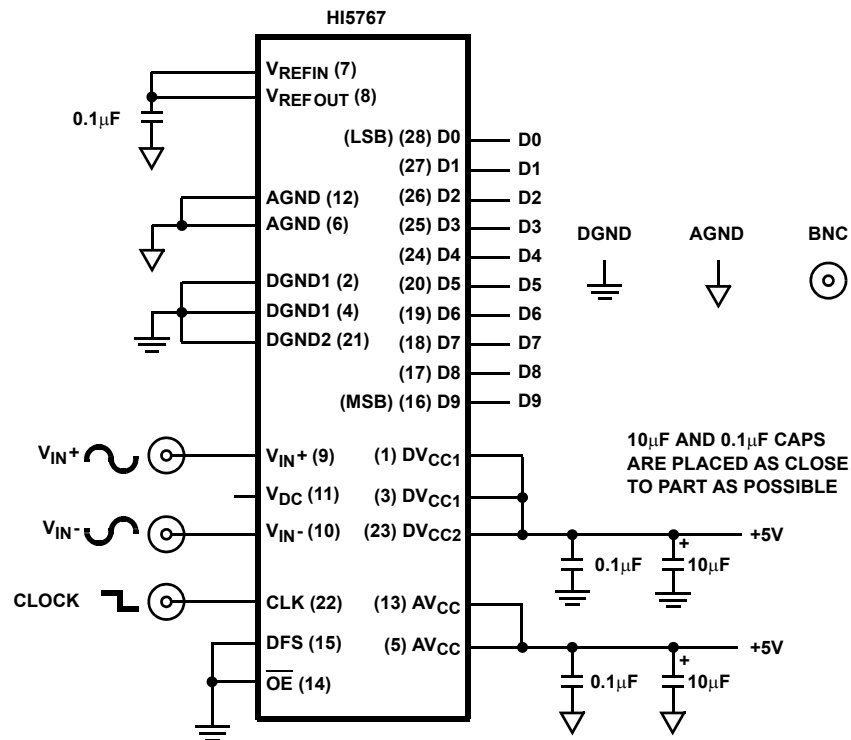 HI5767
VREFIN (7)
VREFOUT (8)
0.1µF
(LSB) (28) D0
D0
(27) D1
D1
AGND (12)
(26) D2
D2
AGND (6)
(25) D3
D3
(24) D4
D4
DGND1 (2)
(20) D5
D5
DGND1 (4)
(19) D6
D6
DGND2 (21)
(18) D7
D7
(17) D8
D8
(MSB) (16) D9
D9
DGND
AGND
BNC
VIN+
VIN+ (9)
(1) DVCC1
VDC (11)
(3) DVCC1
VIN-
VIN- (10)
(23) DVCC2
+5V
10µF AND 0.1µF CAPS
ARE PLACED AS CLOSE
TO PART AS POSSIBLE
0.1µF
+
10µF
CLOCK
CLK (22)
(13) AVCC
DFS (15)
(5) AVCC
+5V
OE (14)
0.1µF
+
10µF